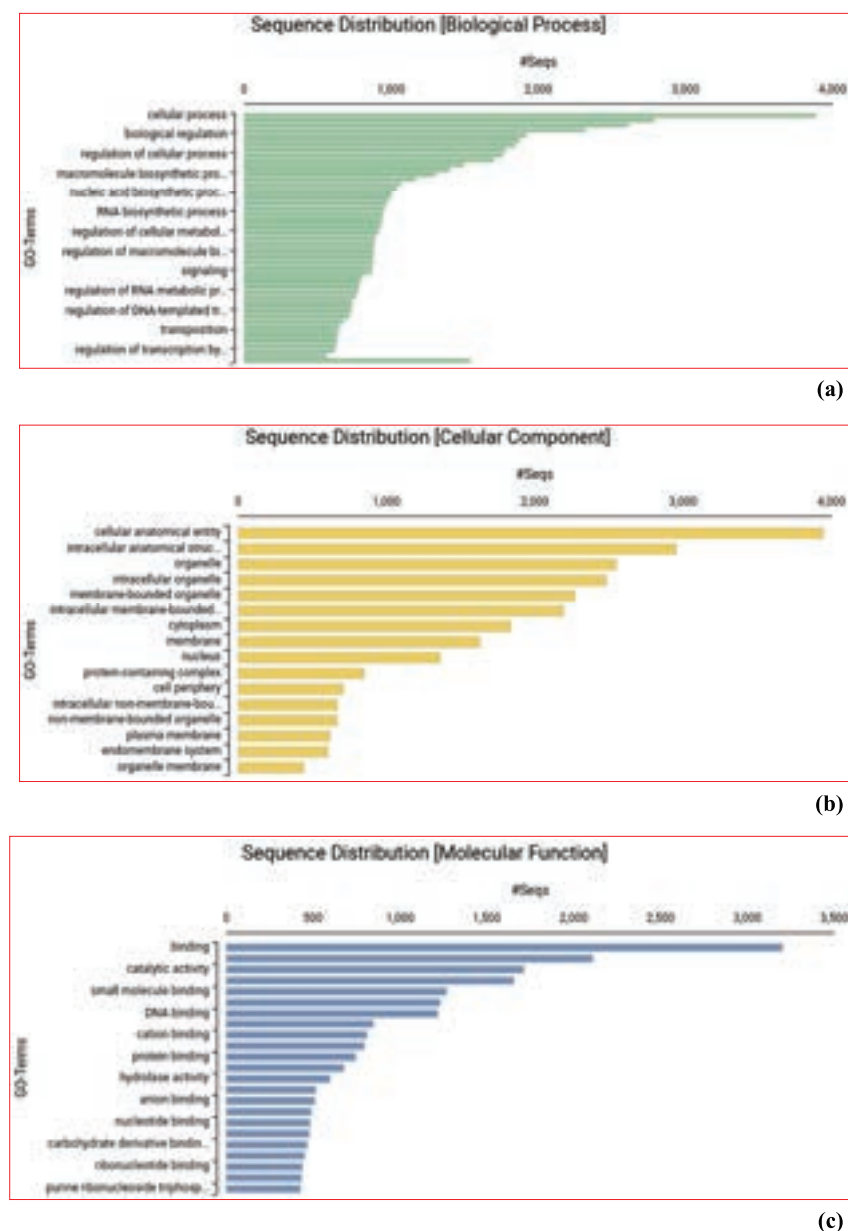 Sequence Distribution [Biological Process]
#Seqs
0 1,000 2,000 3,000 4,000
cellular process
biological regulation
regulation of cellular process
macromolecule biosynthetic pro...
nucleic acid biosynthetic proc...
RNA biosynthetic process
regulation of cellular metabol...
regulation of macromolecule bi...
signaling
regulation of RNA metabolic pr...
regulation of DNA-templated tr...
transposition
regulation of transcription by...
GO-Terms
(a)
Sequence Distribution [Cellular Component]
#Seqs
0 1,000 2,000 3,000 4,000
cellular anatomical entity
intracellular anatomical struc...
organelle
intracellular organelle
membrane-bounded organelle
intracellular membrane-bounded...
cytoplasm
membrane
nucleus
protein-containing complex
cell periphery
intracellular non-membrane-bou...
non-membrane-bounded organelle
plasma membrane
endomembrane system
organelle membrane
GO-Terms
(b)
Sequence Distribution [Molecular Function]
#Seqs
0 500 1,000 1,500 2,000 2,500 3,000 3,500
binding
catalytic activity
small molecule binding
DNA binding
cation binding
protein binding
hydrolase activity
anion binding
nucleotide binding
carbohydrate derivative bindin...
ribonucleotide binding
purine ribonucleoside triphosp...
GO-Terms
(c)